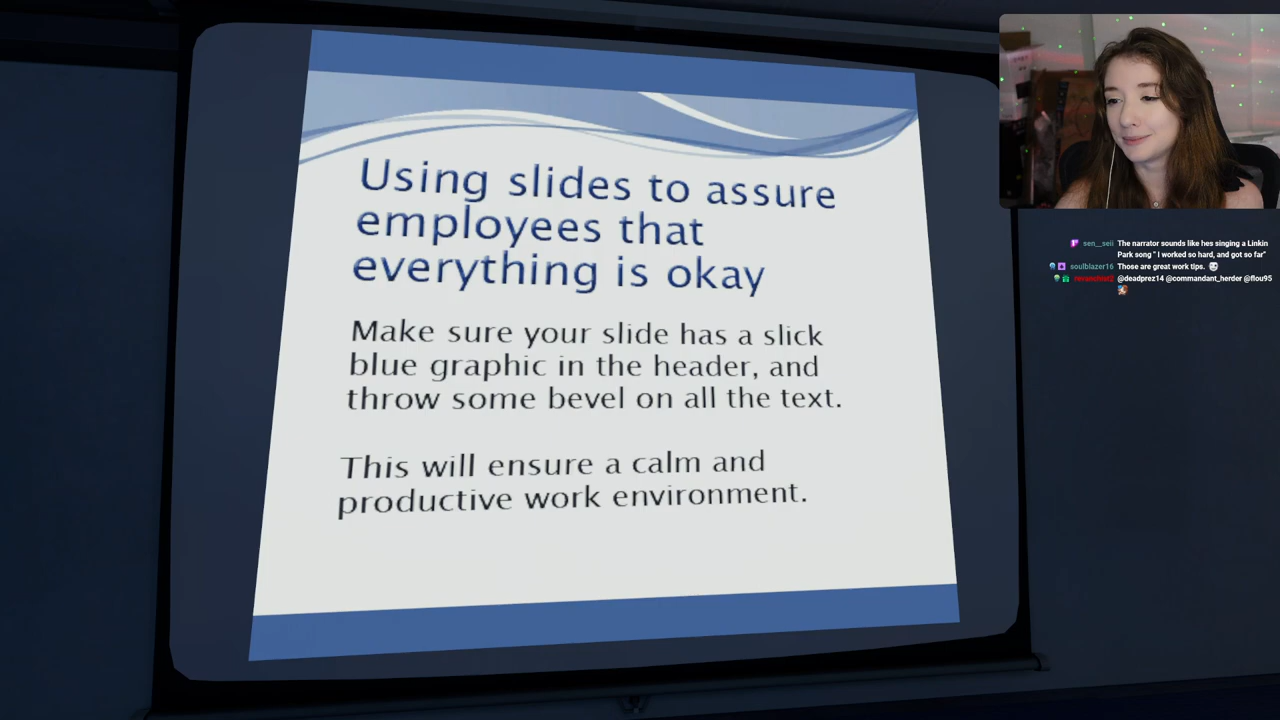 Using slides to assure
employees that
everything is okay
Make sure your slide has a slick
blue graphic in the header, and
throw some bevel on all the text.
This will ensure a calm and
productive work environment.
sen__seii The narrator sounds like hes singing a Linkin
Park song " I worked so hard, and got so far"
soulblazer16 Those are great work tips.
@deadprez14 @commandant_herder @flou95